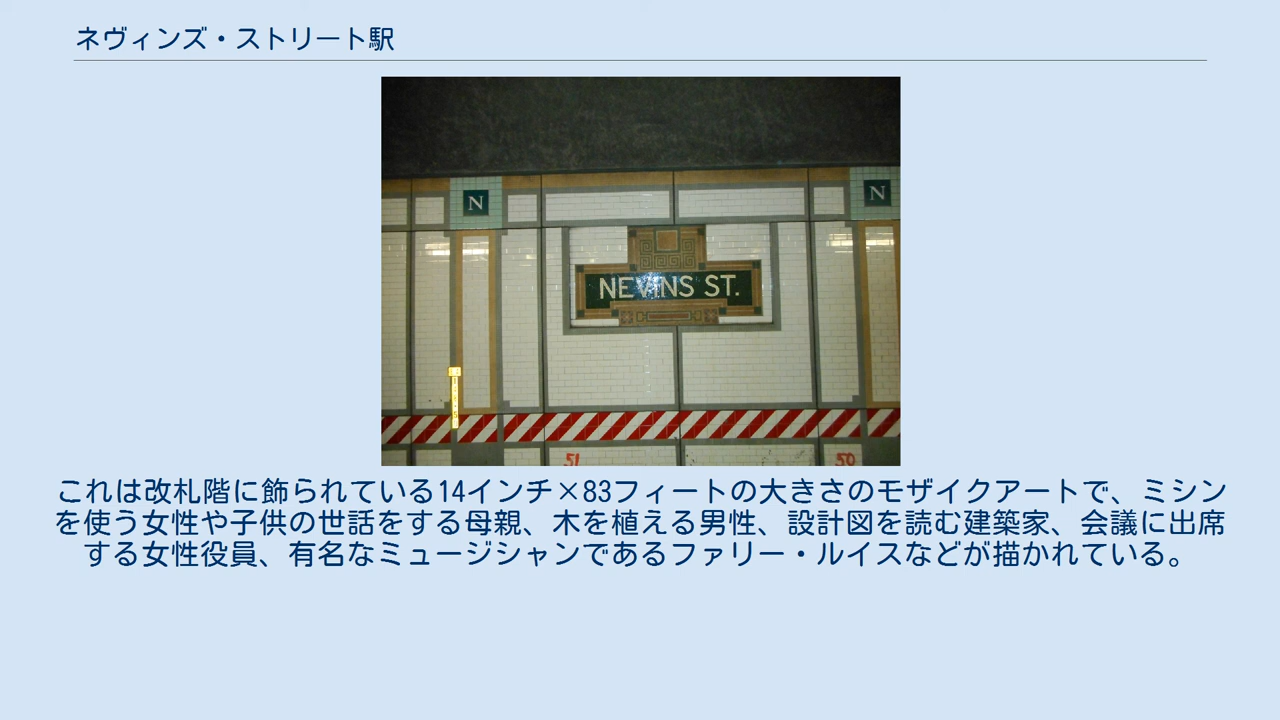 ネヴィンズ・ストリート駅
N
N
NEVINS ST.
51
50
これは改札階に飾られている14インチ×83フィートの大きさのモザイクアートで、ミシン
を使う女性や子供の世話をする母親、木を植える男性、設計図を読む建築家、会議に出席
する女性役員、有名なミュージシャンであるファリー・ルイスなどが描かれている。